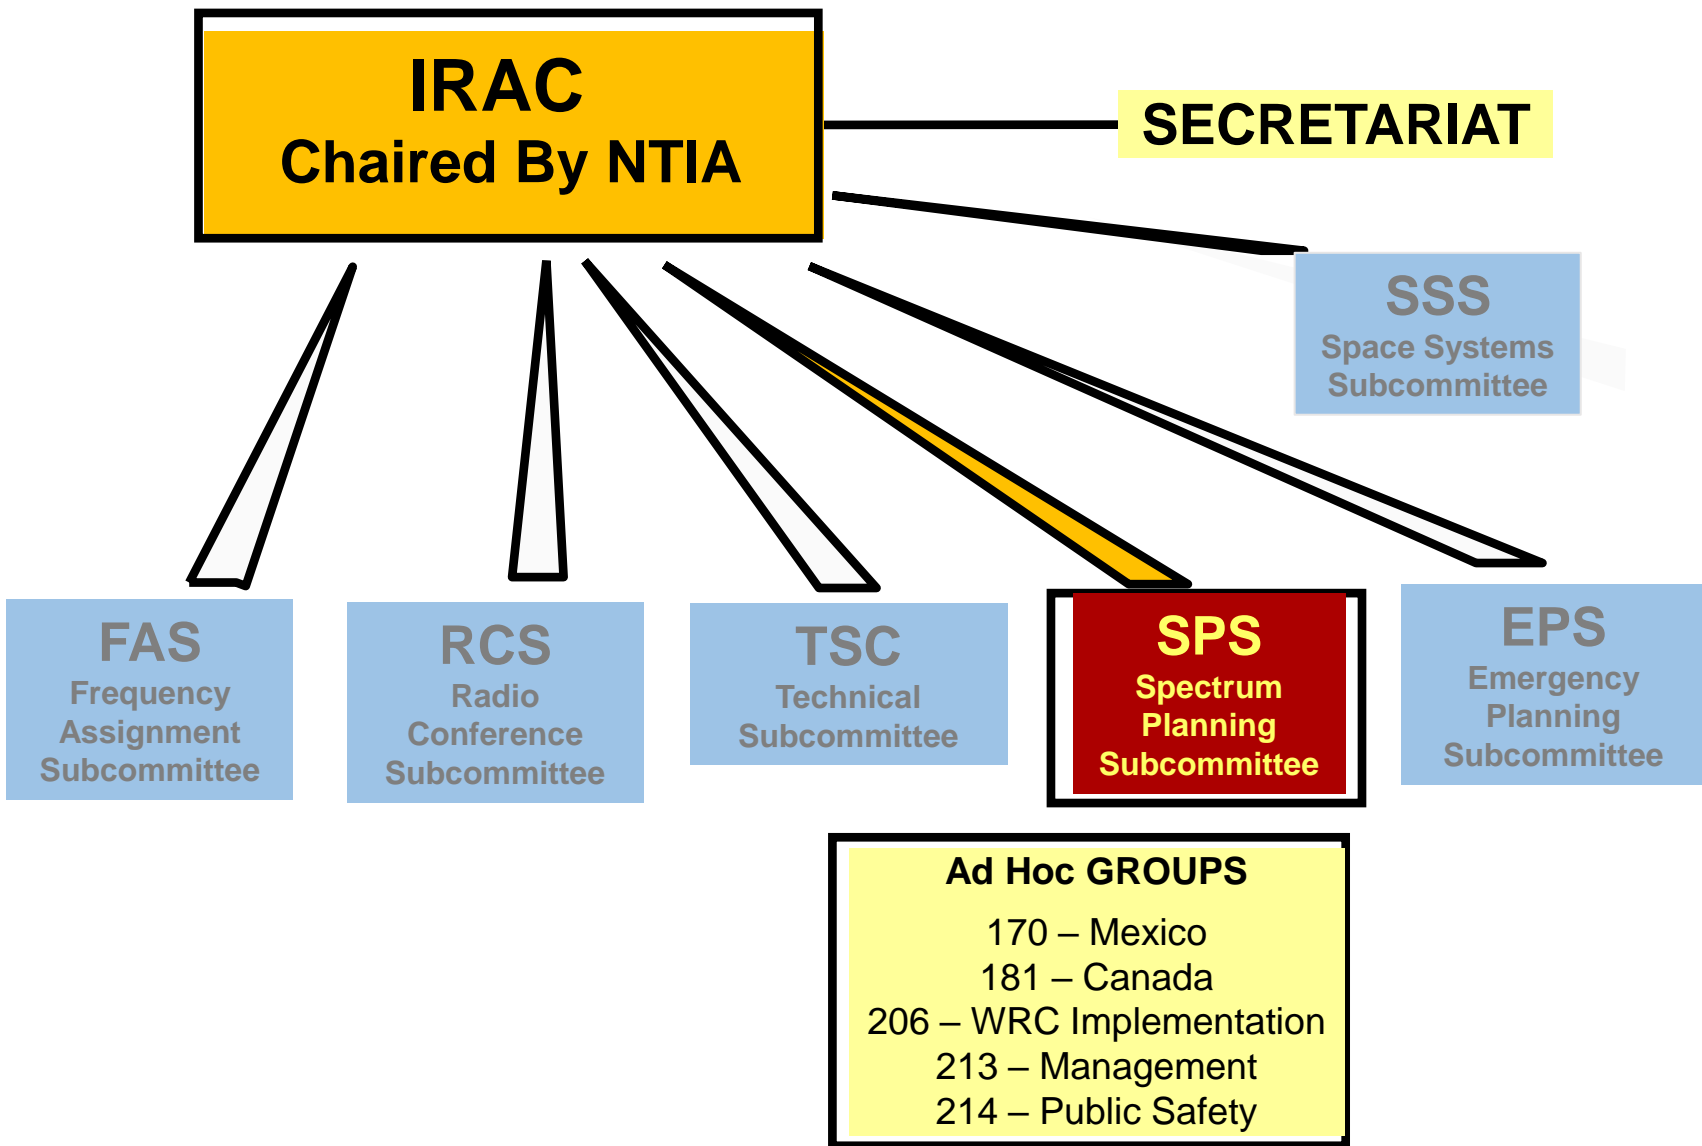 IRAC
Chaired By NTIA
SECRETARIAT
SSS
Space Systems
Subcommittee
FAS
Frequency
Assignment
Subcommittee
RCS
Radio
Conference
Subcommittee
TSC
Technical
Subcommittee
SPS
Spectrum
Planning
Subcommittee
EPS
Emergency
Planning
Subcommittee
Ad Hoc GROUPS
170 – Mexico
181 – Canada
206 – WRC Implementation
213 – Management
214 – Public Safety